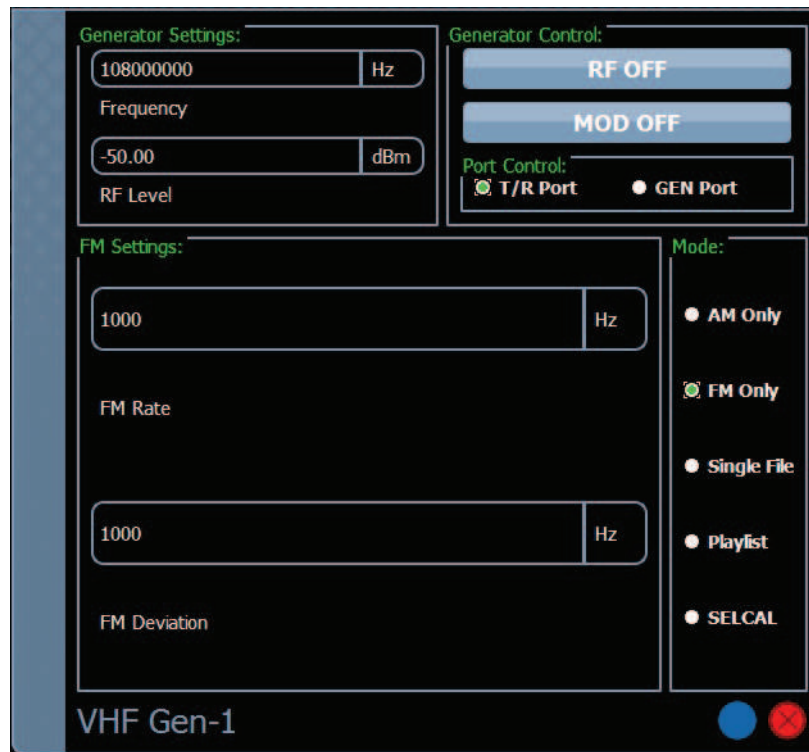 Generator Settings:
108000000 Hz
Frequency
-50.00 dBm
RF Level
Generator Control:
RF OFF
MOD OFF
Port Control:
T/R Port GEN Port
FM Settings:
1000 Hz
FM Rate
1000 Hz
FM Deviation
Mode:
AM Only
FM Only
Single File
Playlist
SELCAL
VHF Gen-1